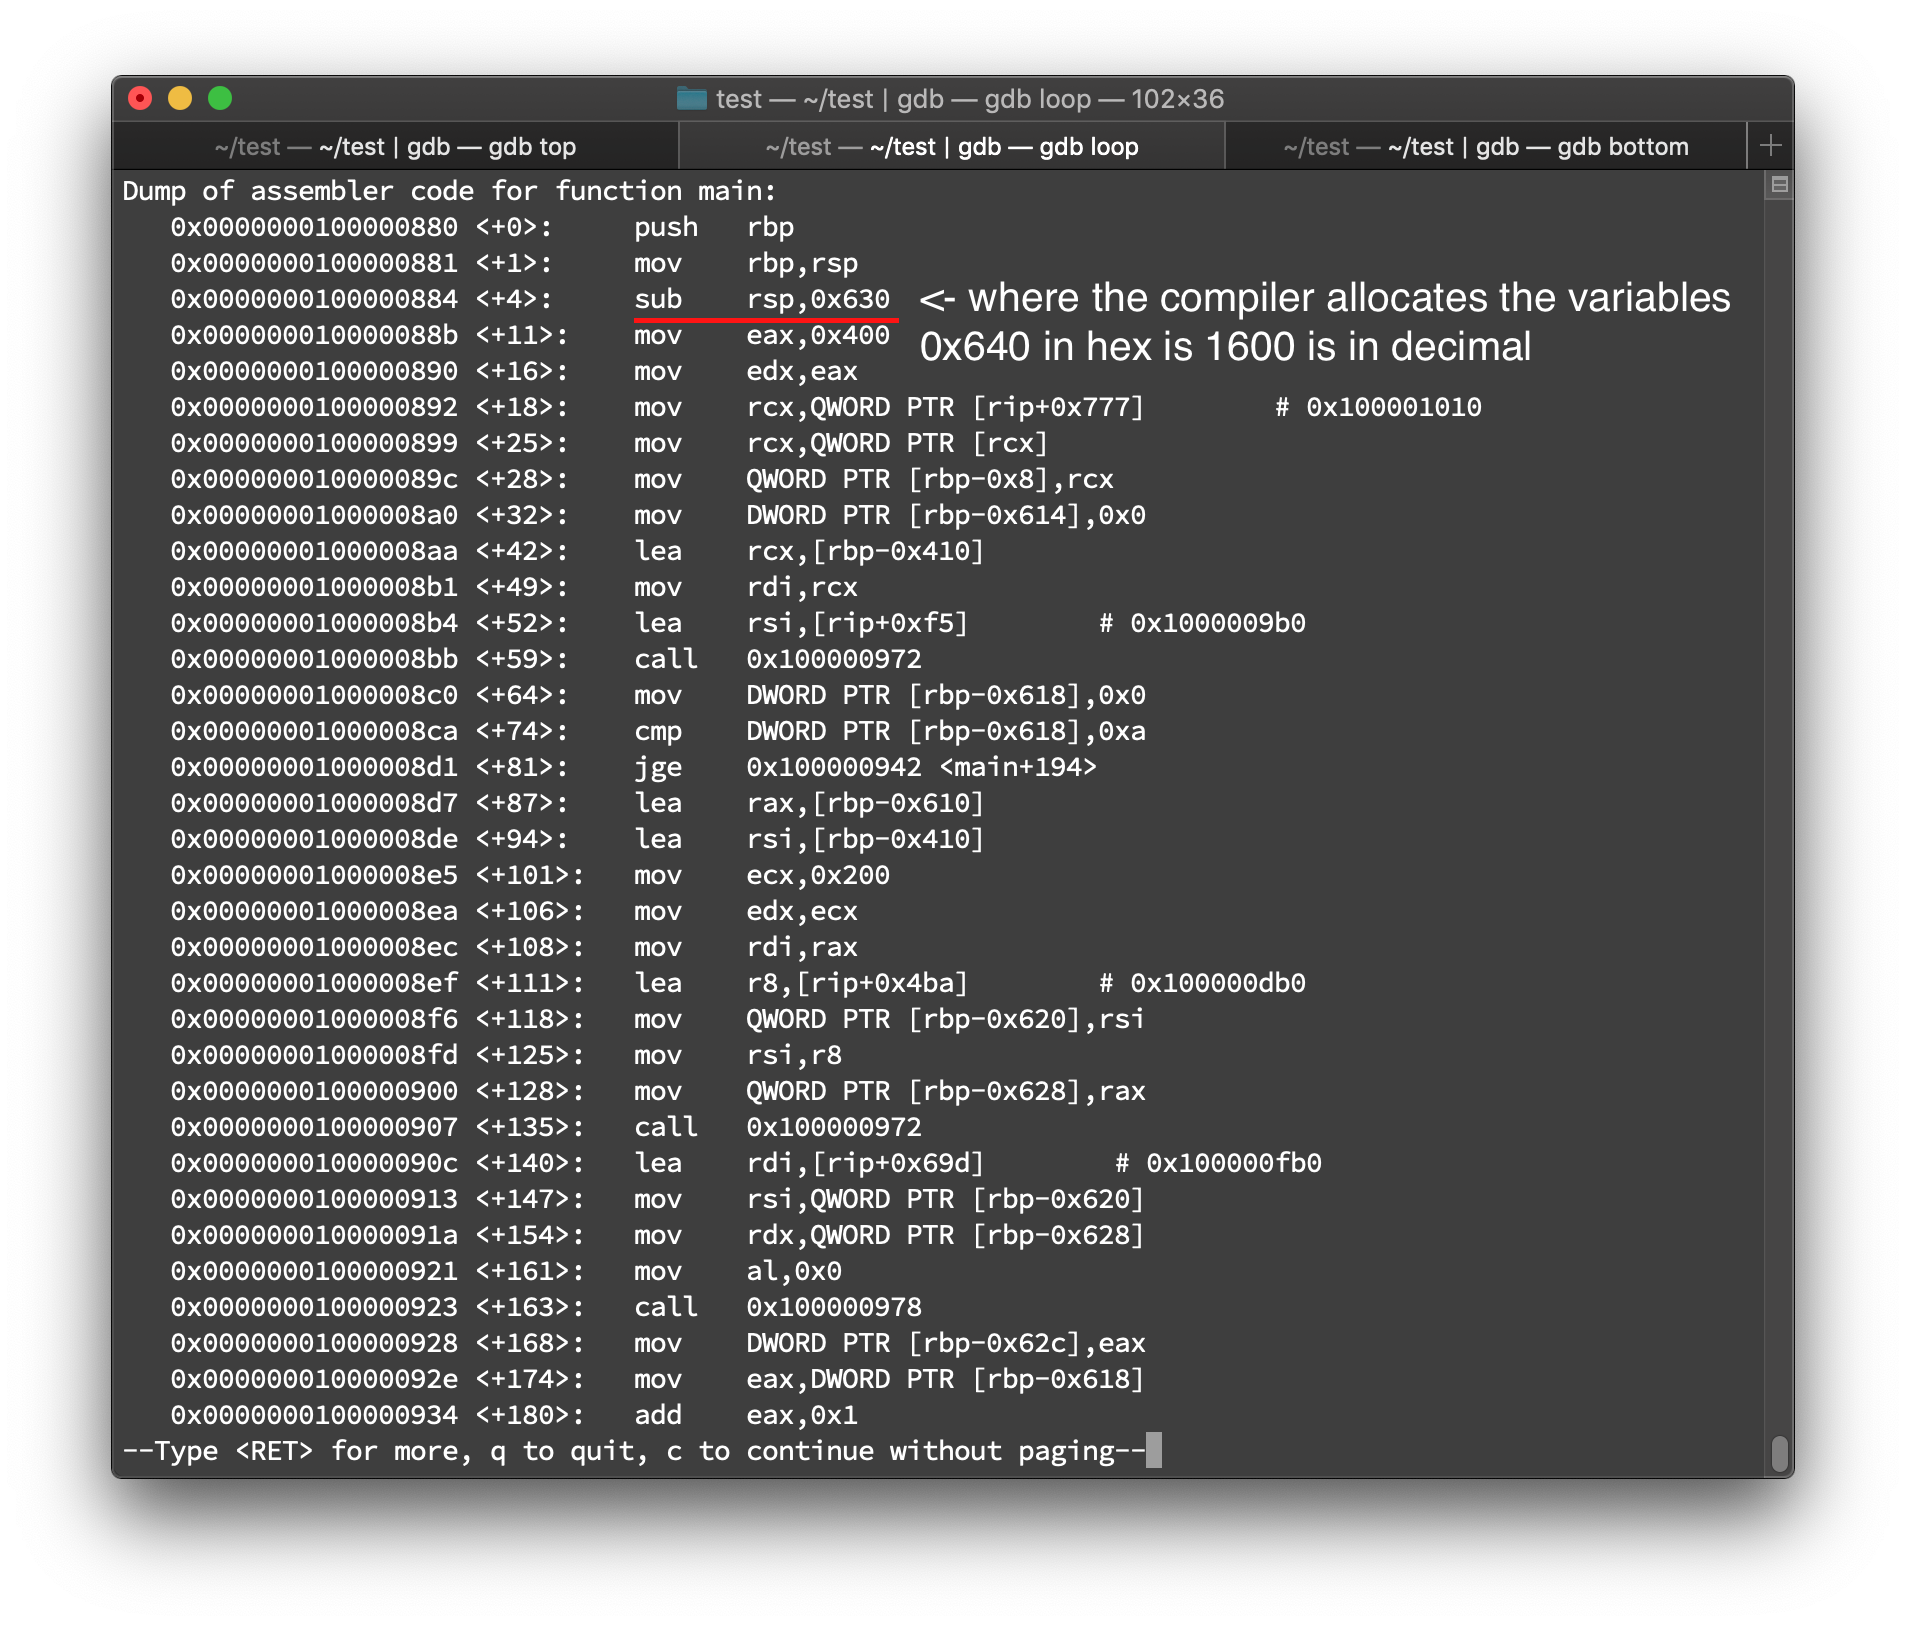 test — ~/test | gdb — gdb loop — 102×36
~/test — ~/test | gdb — gdb top ~/test — ~/test | gdb — gdb loop ~/test — ~/test | gdb — gdb bottom +
Dump of assembler code for function main:
0x0000000100000880 <+0>: push rbp
0x0000000100000881 <+1>: mov rbp,rsp
0x0000000100000884 <+4>: sub rsp,0x630 <- where the compiler allocates the variables
0x000000010000088b <+11>: mov eax,0x400 0x640 in hex is 1600 is in decimal
0x0000000100000890 <+16>: mov edx,eax
0x0000000100000892 <+18>: mov rcx,QWORD PTR [rip+0x777] # 0x100001010
0x0000000100000899 <+25>: mov rcx,QWORD PTR [rcx]
0x000000010000089c <+28>: mov QWORD PTR [rbp-0x8],rcx
0x00000001000008a0 <+32>: mov DWORD PTR [rbp-0x614],0x0
0x00000001000008aa <+42>: lea rcx,[rbp-0x410]
0x00000001000008b1 <+49>: mov rdi,rcx
0x00000001000008b4 <+52>: lea rsi,[rip+0xf5] # 0x1000009b0
0x00000001000008bb <+59>: call 0x100000972
0x00000001000008c0 <+64>: mov DWORD PTR [rbp-0x618],0x0
0x00000001000008ca <+74>: cmp DWORD PTR [rbp-0x618],0xa
0x00000001000008d1 <+81>: jge 0x100000942 <main+194>
0x00000001000008d7 <+87>: lea rax,[rbp-0x610]
0x00000001000008de <+94>: lea rsi,[rbp-0x410]
0x00000001000008e5 <+101>: mov ecx,0x200
0x00000001000008ea <+106>: mov edx,ecx
0x00000001000008ec <+108>: mov rdi,rax
0x00000001000008ef <+111>: lea r8,[rip+0x4ba] # 0x100000db0
0x00000001000008f6 <+118>: mov QWORD PTR [rbp-0x620],rsi
0x00000001000008fd <+125>: mov rsi,r8
0x0000000100000900 <+128>: mov QWORD PTR [rbp-0x628],rax
0x0000000100000907 <+135>: call 0x100000972
0x000000010000090c <+140>: lea rdi,[rip+0x69d] # 0x100000fb0
0x0000000100000913 <+147>: mov rsi,QWORD PTR [rbp-0x620]
0x000000010000091a <+154>: mov rdx,QWORD PTR [rbp-0x628]
0x0000000100000921 <+161>: mov al,0x0
0x0000000100000923 <+163>: call 0x100000978
0x0000000100000928 <+168>: mov DWORD PTR [rbp-0x62c],eax
0x000000010000092e <+174>: mov eax,DWORD PTR [rbp-0x618]
0x0000000100000934 <+180>: add eax,0x1
--Type <RET> for more, q to quit, c to continue without paging--